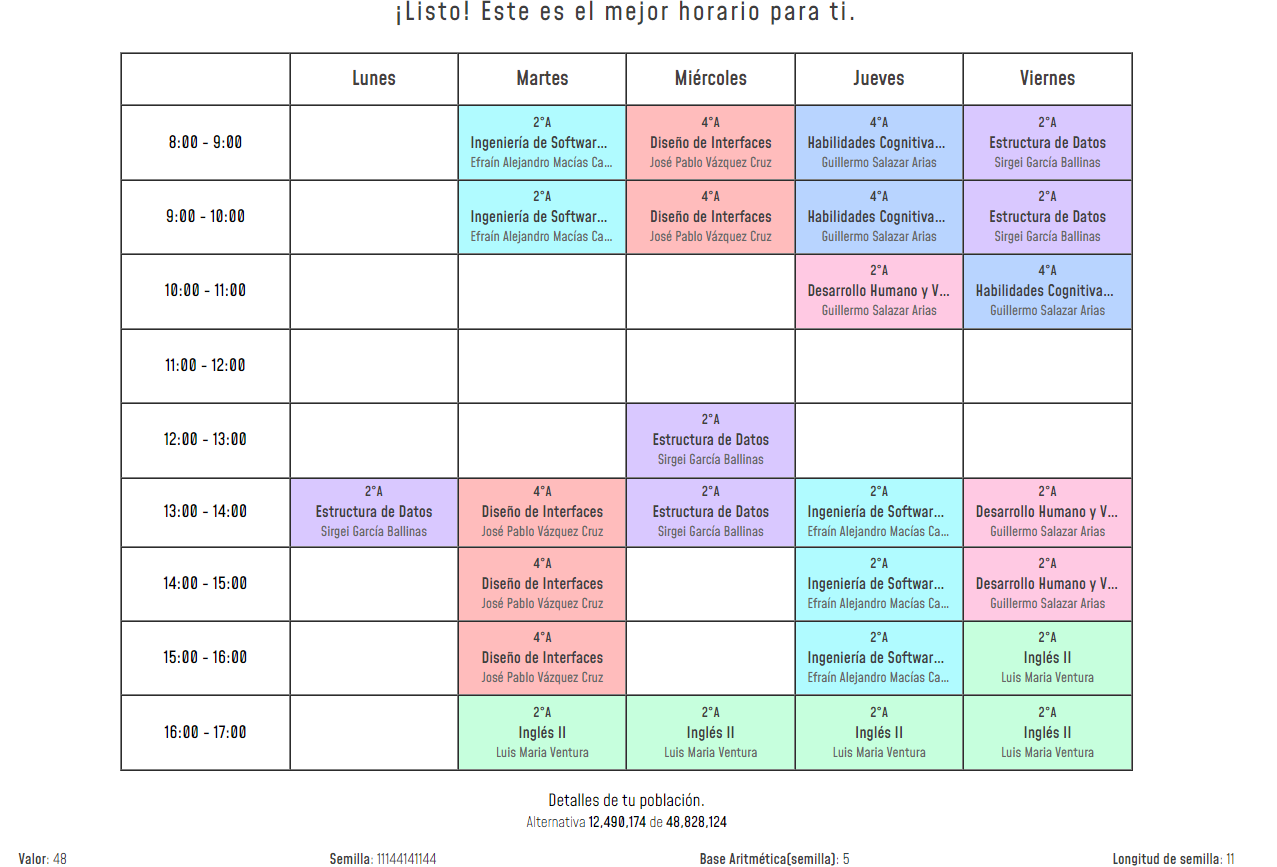 ¡Listo! Este es el mejor horario para ti.
Lunes Martes Miércoles Jueves Viernes
8:00 - 9:00
2°A
Ingeniería de Softwar...
Efraín Alejandro Macías Ca...
4°A
Diseño de Interfaces
José Pablo Vázquez Cruz
4°A
Habilidades Cognitiva...
Guillermo Salazar Arias
2°A
Estructura de Datos
Sirgei García Ballinas
9:00 - 10:00
2°A
Ingeniería de Softwar...
Efraín Alejandro Macías Ca...
4°A
Diseño de Interfaces
José Pablo Vázquez Cruz
4°A
Habilidades Cognitiva...
Guillermo Salazar Arias
2°A
Estructura de Datos
Sirgei García Ballinas
10:00 - 11:00
2°A
Desarrollo Humano y V...
Guillermo Salazar Arias
4°A
Habilidades Cognitiva...
Guillermo Salazar Arias
11:00 - 12:00
12:00 - 13:00
2°A
Estructura de Datos
Sirgei García Ballinas
13:00 - 14:00
2°A
Estructura de Datos
Sirgei García Ballinas
4°A
Diseño de Interfaces
José Pablo Vázquez Cruz
2°A
Estructura de Datos
Sirgei García Ballinas
2°A
Ingeniería de Softwar...
Efraín Alejandro Macías Ca...
2°A
Desarrollo Humano y V...
Guillermo Salazar Arias
14:00 - 15:00
4°A
Diseño de Interfaces
José Pablo Vázquez Cruz
2°A
Ingeniería de Softwar...
Efraín Alejandro Macías Ca...
2°A
Desarrollo Humano y V...
Guillermo Salazar Arias
15:00 - 16:00
4°A
Diseño de Interfaces
José Pablo Vázquez Cruz
2°A
Ingeniería de Softwar...
Efraín Alejandro Macías Ca...
2°A
Inglés II
Luis Maria Ventura
16:00 - 17:00
2°A
Inglés II
Luis Maria Ventura
2°A
Inglés II
Luis Maria Ventura
2°A
Inglés II
Luis Maria Ventura
2°A
Inglés II
Luis Maria Ventura
Detalles de tu población.
Alternativa 12,490,174 de 48,828,124
Valor: 48 Semilla: 11144141144 Base Aritmética(semilla): 5 Longitud de semilla: 11